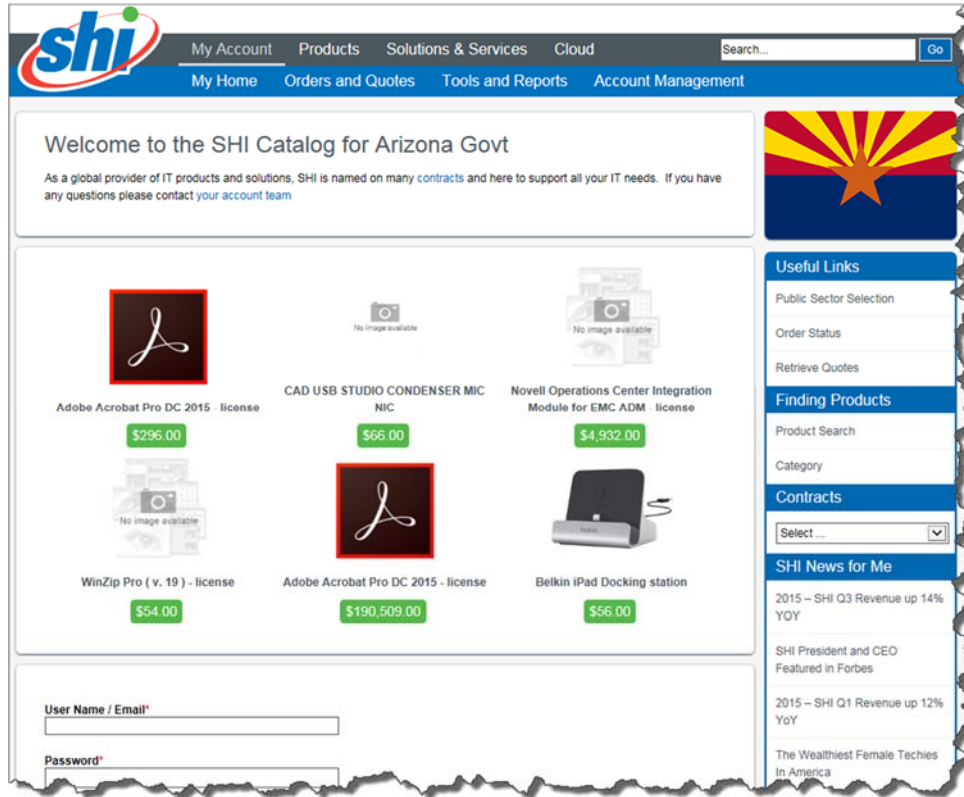 shi
My Account Products Solutions & Services Cloud
Search... Go
My Home Orders and Quotes Tools and Reports Account Management
Welcome to the SHI Catalog for Arizona Govt
As a global provider of IT products and solutions, SHI is named on many contracts and here to support all your IT needs. If you have
any questions please contact your account team
No image available
No image available
Adobe Acrobat Pro DC 2015 - license
$296.00
CAD USB STUDIO CONDENSER MIC
NIC
$66.00
Novell Operations Center Integration
Module for EMC ADM - license
$4,932.00
No image available
belkin
WinZip Pro ( v. 19 ) - license
$54.00
Adobe Acrobat Pro DC 2015 - license
$190,509.00
Belkin iPad Docking station
$56.00
User Name / Email*
Password*
Useful Links
Public Sector Selection
Order Status
Retrieve Quotes
Finding Products
Product Search
Category
Contracts
Select ...
SHI News for Me
2015 – SHI Q3 Revenue up 14%
YOY
SHI President and CEO
Featured in Forbes
2015 – SHI Q1 Revenue up 12%
YoY
The Wealthiest Female Techies
In America